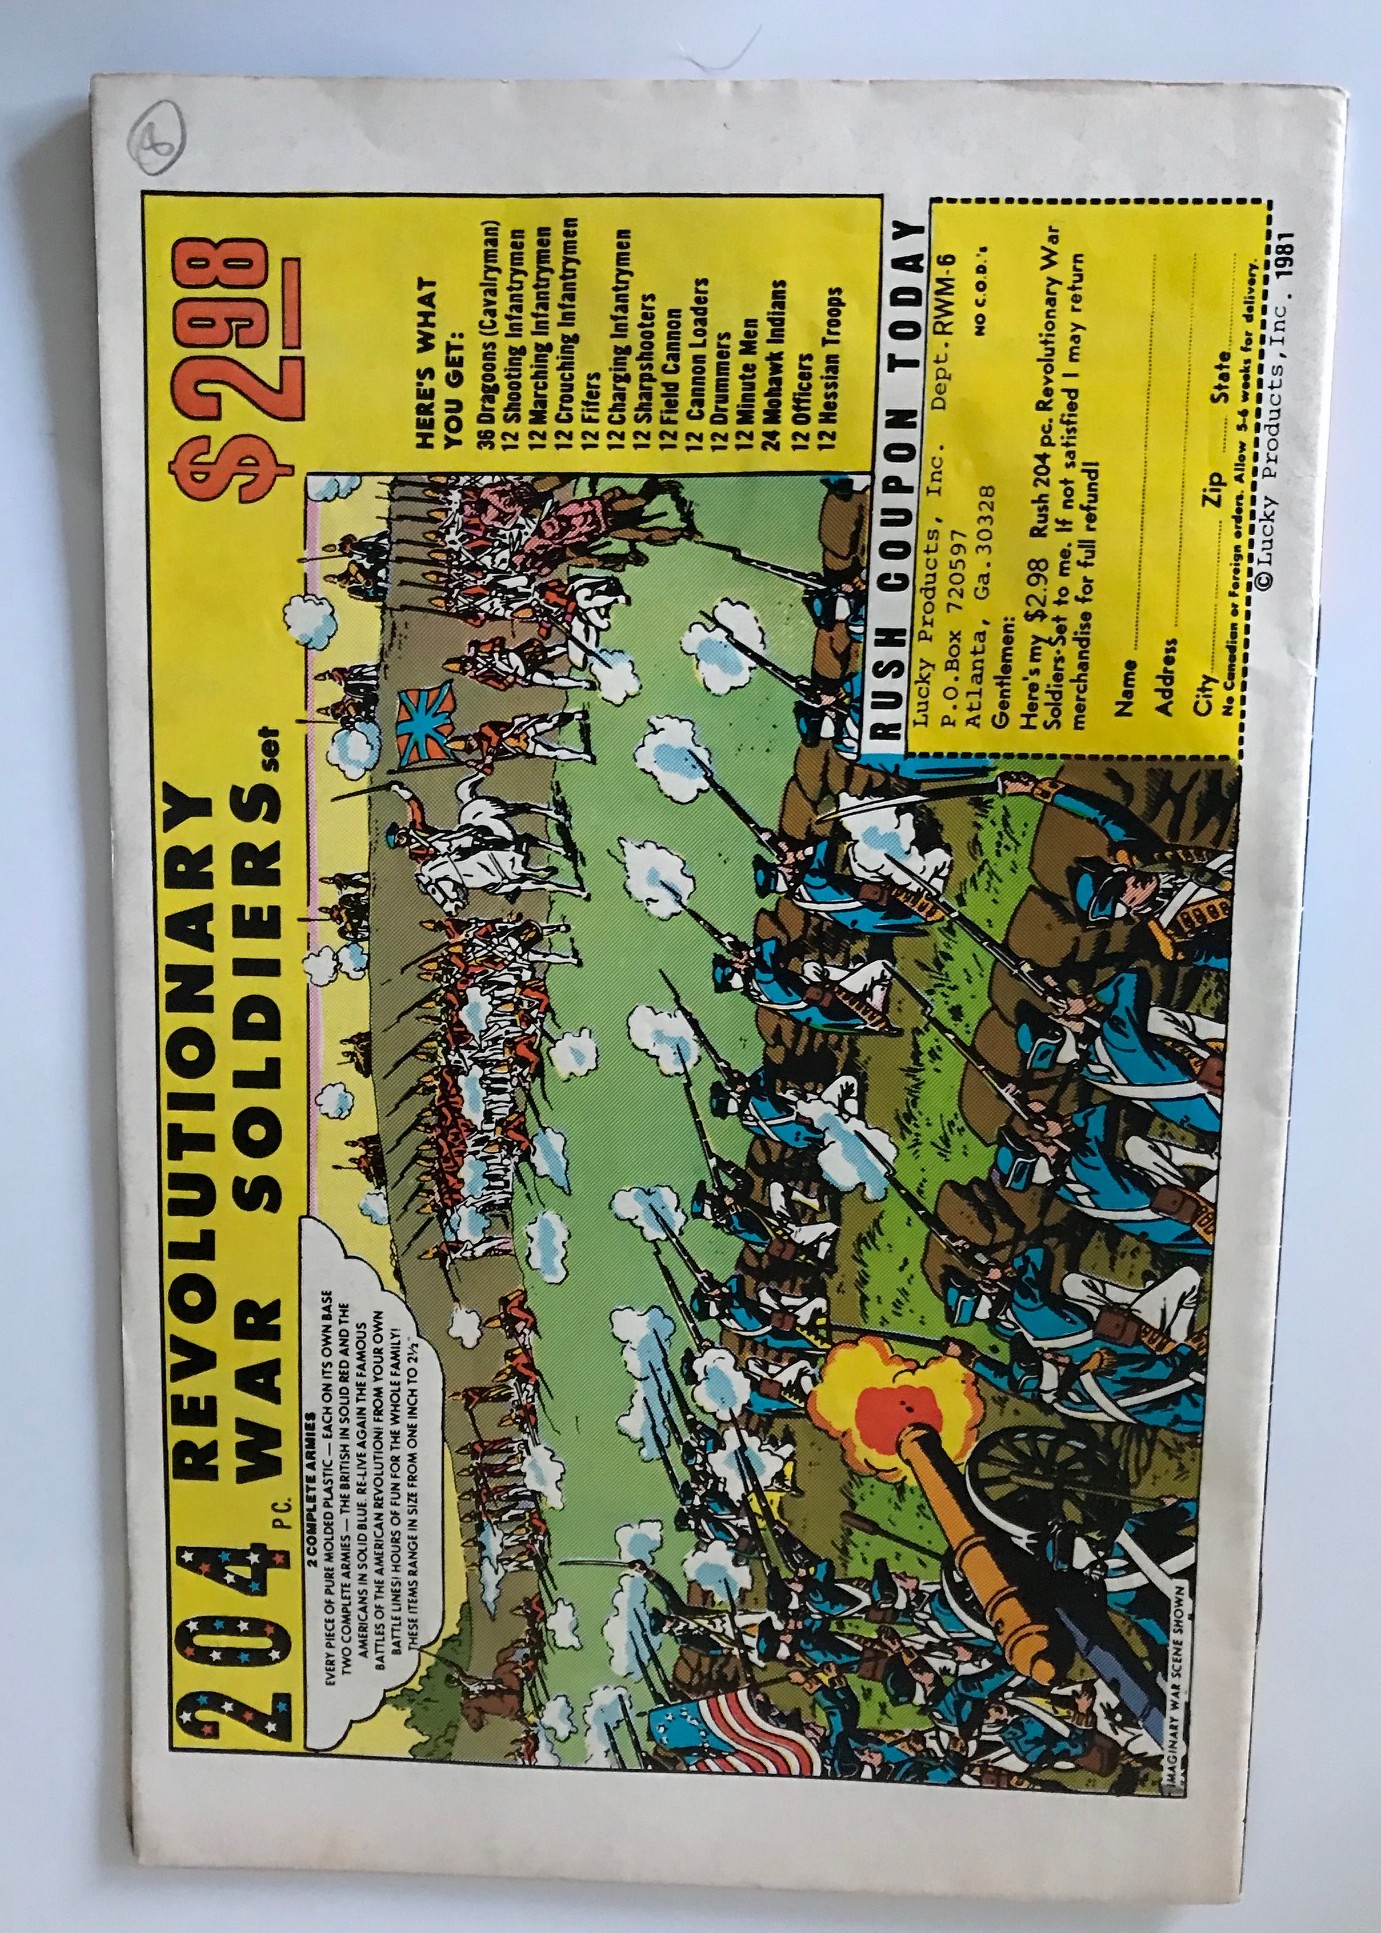 8
204 PC. REVOLUTIONARY
WAR SOLDIERS set
$2.98
2 COMPLETE ARMIES
EVERY PIECE OF PURE MOLDED PLASTIC — EACH ON ITS OWN BASE
TWO COMPLETE ARMIES — THE BRITISH IN SOLID RED AND THE
AMERICANS IN SOLID BLUE. RE-LIVE AGAIN THE FAMOUS
BATTLES OF THE AMERICAN REVOLUTION! FROM YOUR OWN
BATTLE LINES! HOURS OF FUN FOR THE WHOLE FAMILY!
THESE ITEMS RANGE IN SIZE FROM ONE INCH TO 2½"
HERE'S WHAT
YOU GET:
36 Dragoons (Cavalryman)
12 Shooting Infantrymen
12 Marching Infantrymen
12 Crouching Infantrymen
12 Fifers
12 Charging Infantrymen
12 Sharpshooters
12 Field Cannon
12 Cannon Loaders
12 Drummers
12 Minute Men
24 Mohawk Indians
12 Officers
12 Hessian Troops
RUSH COUPON TODAY
Lucky Products, Inc. Dept. RWM-6
P.O.Box 720597 NO C.O.D.'s
Atlanta, Ga.30328
Gentlemen:
Here's my $2.98 Rush 204 pc. Revolutionary War
Soldiers-Set to me. If not satisfied I may return
merchandise for full refund!
Name
Address
City Zip State
No Canadian or Foreign orders. Allow 5-6 weeks for delivery.
©Lucky Products,Inc. 1981
IMAGINARY WAR SCENE SHOWN